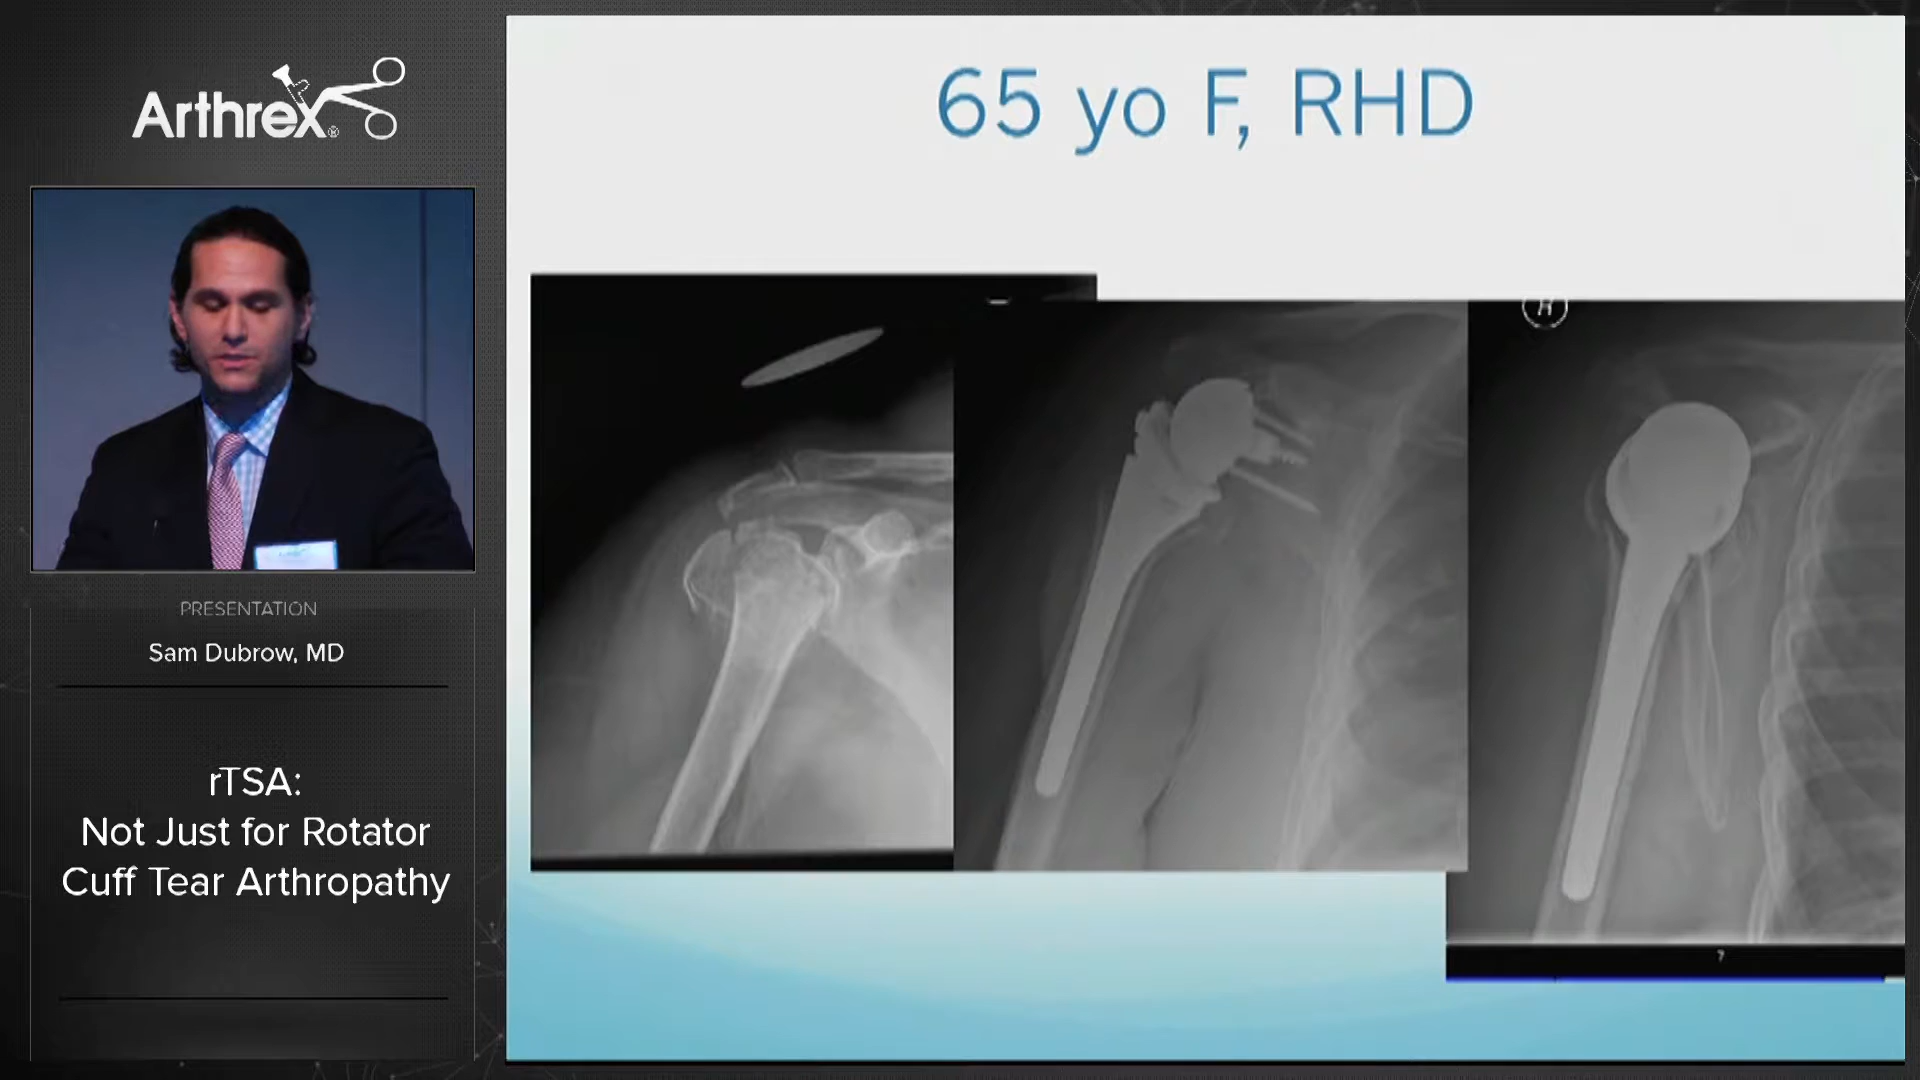 Arthrex®
65 yo F, RHD
PRESENTATION
Sam Dubrow, MD
rTSA:
Not Just for Rotator
Cuff Tear Arthropathy